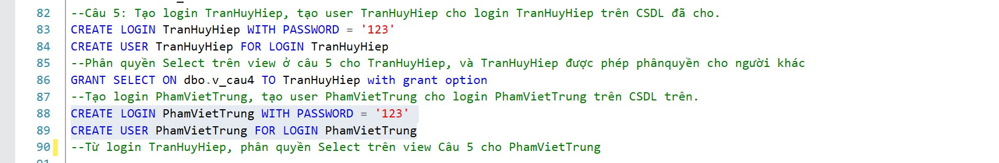 82 --Câu 5: Tạo login TranHuyHiep, tạo user TranHuyHiep cho login TranHuyHiep trên CSDL đã cho.
83 CREATE LOGIN TranHuyHiep WITH PASSWORD = '123'
84 CREATE USER TranHuyHiep FOR LOGIN TranHuyHiep
85 --Phân quyền Select trên view ở câu 5 cho TranHuyHiep, và TranHuyHiep được phép phânquyền cho người khác
86 GRANT SELECT ON dbo.v_cau4 TO TranHuyHiep with grant option
87 --Tạo login PhamVietTrung, tạo user PhamVietTrung cho login PhamVietTrung trên CSDL trên.
88 CREATE LOGIN PhamVietTrung WITH PASSWORD = '123'
89 CREATE USER PhamVietTrung FOR LOGIN PhamVietTrung
90 --Từ login TranHuyHiep, phân quyền Select trên view Câu 5 cho PhamVietTrung